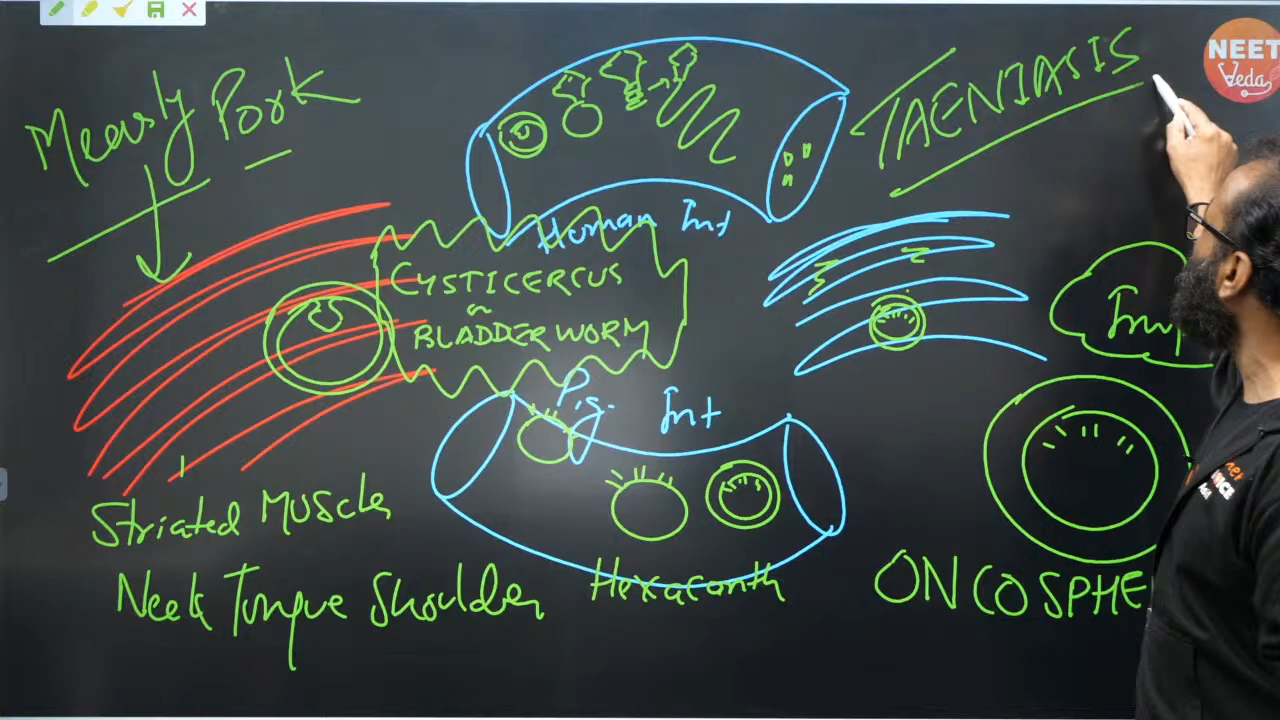 NEET
Veda
TAENIASIS
Measly Pork
Human Int
CYSTICERCUS
or
BLADDER WORM
Pig. Int
Striated Muscle
Neck Tongue Shoulder
Hexacanth
ONCOSPHE